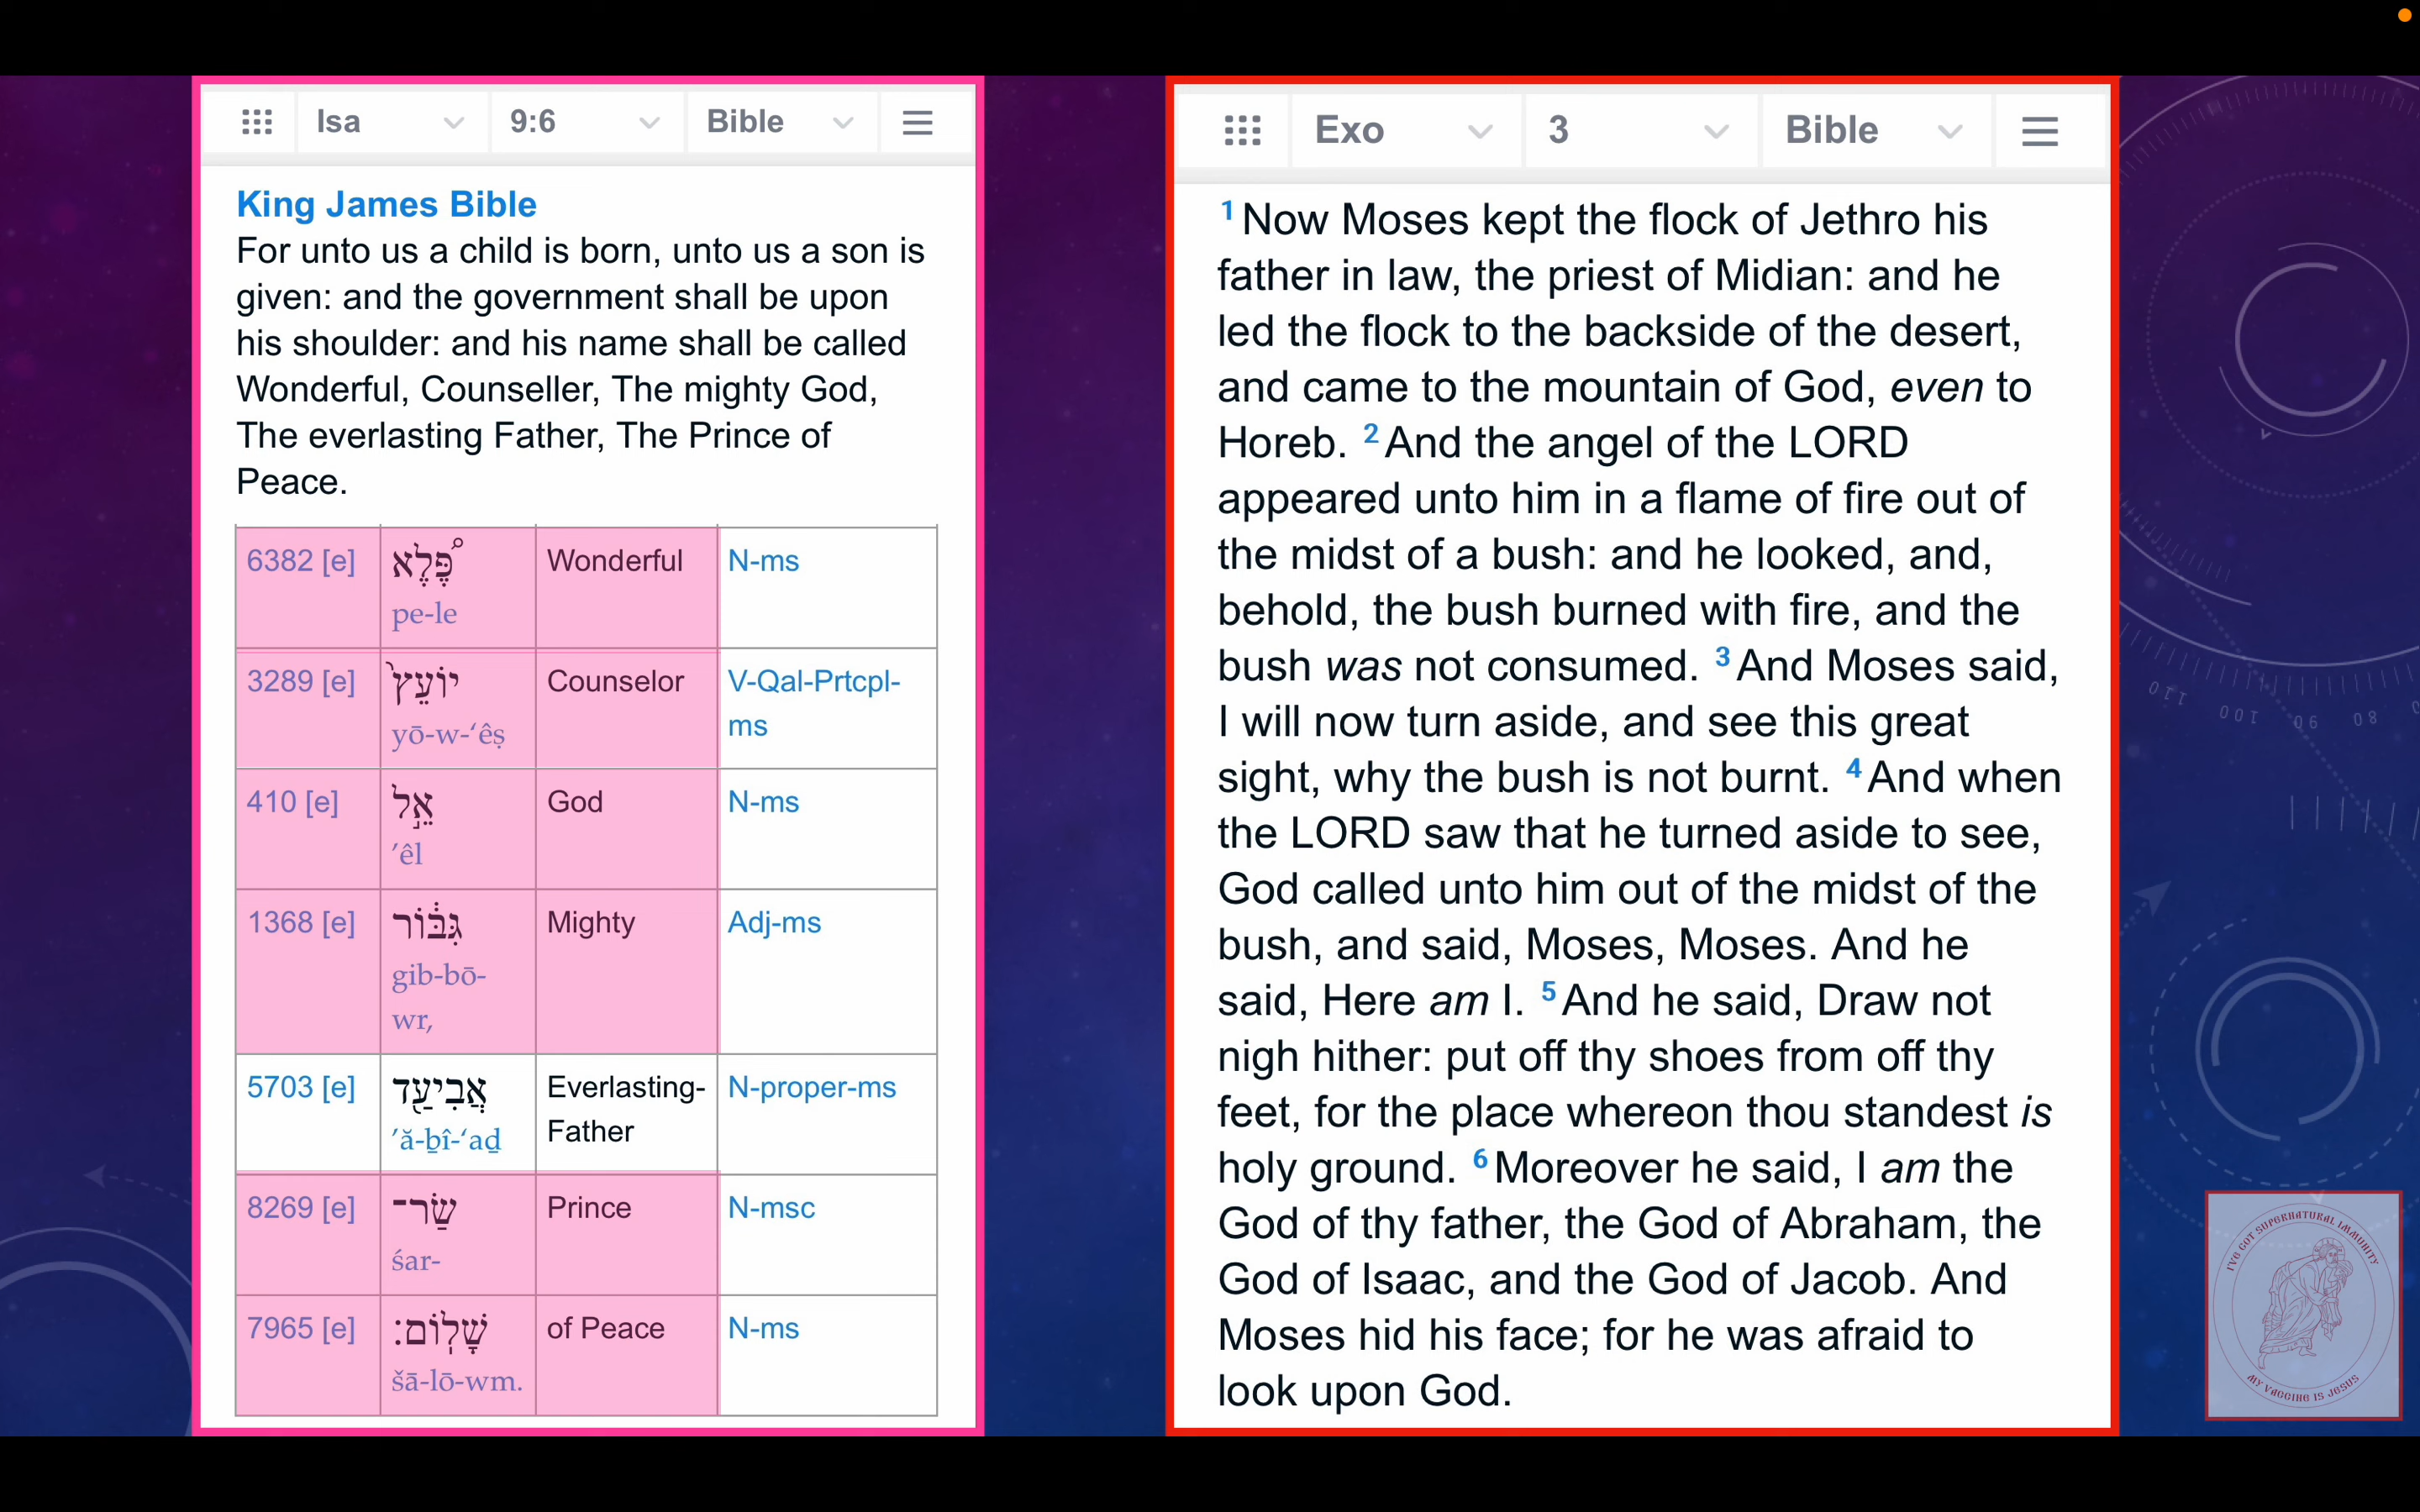 Isa 9:6 Bible
King James Bible
For unto us a child is born, unto us a son is
given: and the government shall be upon
his shoulder: and his name shall be called
Wonderful, Counseller, The mighty God,
The everlasting Father, The Prince of
Peace.
6382 [e] פֶּ֠לֶא Wonderful N-ms
pe-le
3289 [e] יוֹעֵץ֙ Counselor V-Qal-Prtcpl-
yō-w-‘êṣ ms
410 [e] אֵ֣ל God N-ms
’êl
1368 [e] גִּבּ֔וֹר Mighty Adj-ms
gib-bō-
wr,
5703 [e] אֲבִיעַ֖ד Everlasting- N-proper-ms
’ă-ḇî-‘aḏ Father
8269 [e] שַׂר־ Prince N-msc
śar-
7965 [e] שָׁלֽוֹם׃ of Peace N-ms
šā-lō-wm.
Exo 3 Bible
1 Now Moses kept the flock of Jethro his
father in law, the priest of Midian: and he
led the flock to the backside of the desert,
and came to the mountain of God, even to
Horeb. 2 And the angel of the LORD
appeared unto him in a flame of fire out of
the midst of a bush: and he looked, and,
behold, the bush burned with fire, and the
bush was not consumed. 3 And Moses said,
I will now turn aside, and see this great
sight, why the bush is not burnt. 4 And when
the LORD saw that he turned aside to see,
God called unto him out of the midst of the
bush, and said, Moses, Moses. And he
said, Here am I. 5 And he said, Draw not
nigh hither: put off thy shoes from off thy
feet, for the place whereon thou standest is
holy ground. 6 Moreover he said, I am the
God of thy father, the God of Abraham, the
God of Isaac, and the God of Jacob. And
Moses hid his face; for he was afraid to
look upon God.
110 100 90 80
I'VE GOT SUPERNATURAL IMMUNITY
MY VACCINE IS JESUS